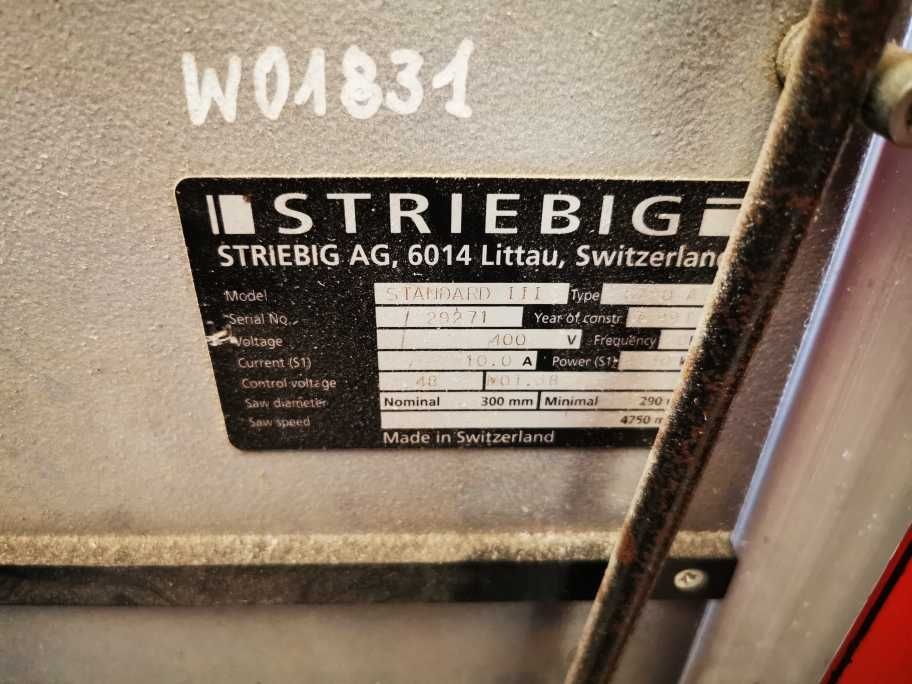 W01831
STRIEBIG
STRIEBIG AG, 6014 Littau, Switzerland
Model STANDARD III Type
Serial No. 29271 Year of constr.
Voltage 400 V Frequency
Current (S1) 10.0 A Power (S1)
Control voltage 48
Saw diameter Nominal 300 mm Minimal 290
Saw speed 4750
Made in Switzerland